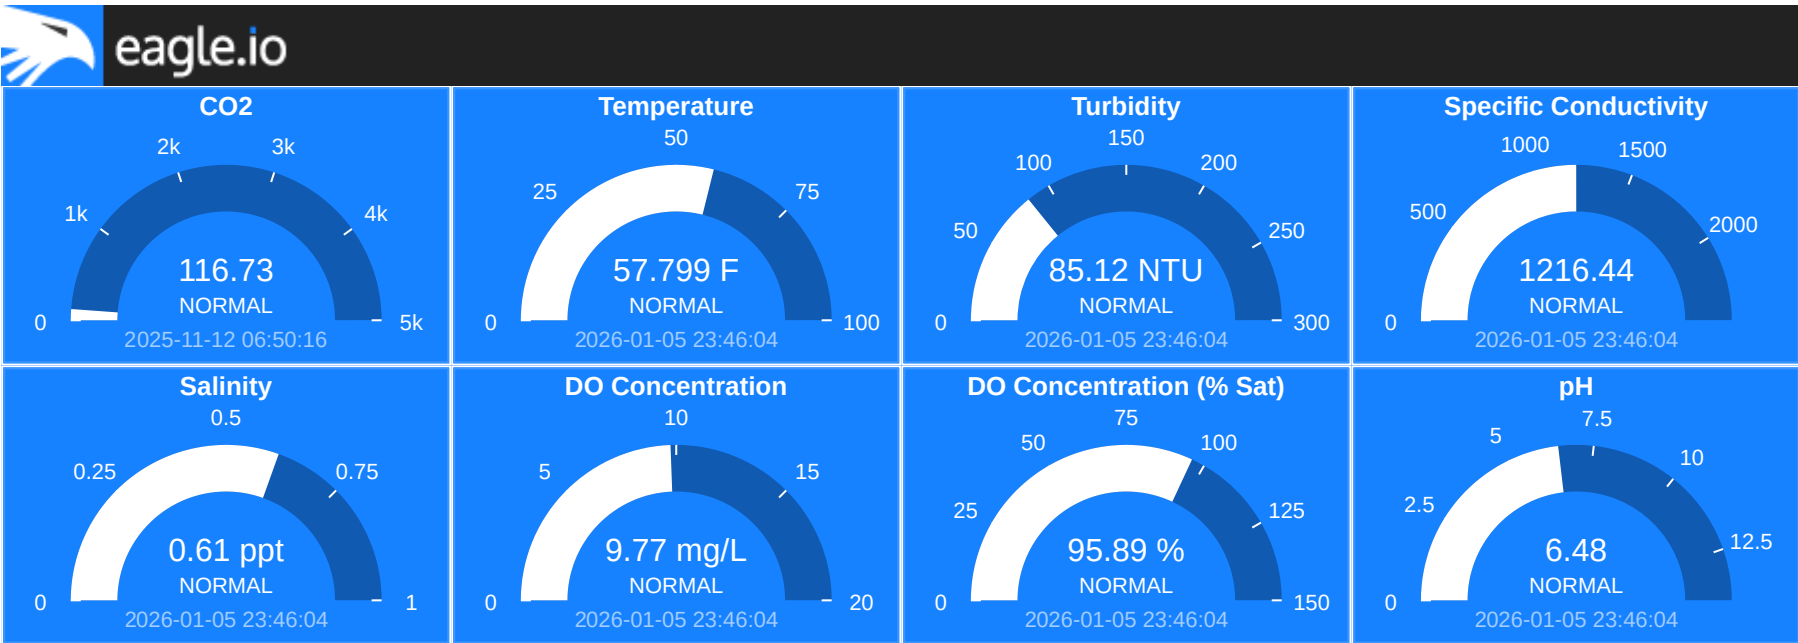 eagle.io
CO2
0
1k
2k
3k
4k
5k
116.73
NORMAL
2025-11-12 06:50:16
Temperature
0
25
50
75
100
57.799 F
NORMAL
2026-01-05 23:46:04
Turbidity
0
50
100
150
200
250
300
85.12 NTU
NORMAL
2026-01-05 23:46:04
Specific Conductivity
0
500
1000
1500
2000
1216.44
NORMAL
2026-01-05 23:46:04
Salinity
0
0.25
0.5
0.75
1
0.61 ppt
NORMAL
2026-01-05 23:46:04
DO Concentration
0
5
10
15
20
9.77 mg/L
NORMAL
2026-01-05 23:46:04
DO Concentration (% Sat)
0
25
50
75
100
125
150
95.89 %
NORMAL
2026-01-05 23:46:04
pH
0
2.5
5
7.5
10
12.5
6.48
NORMAL
2026-01-05 23:46:04